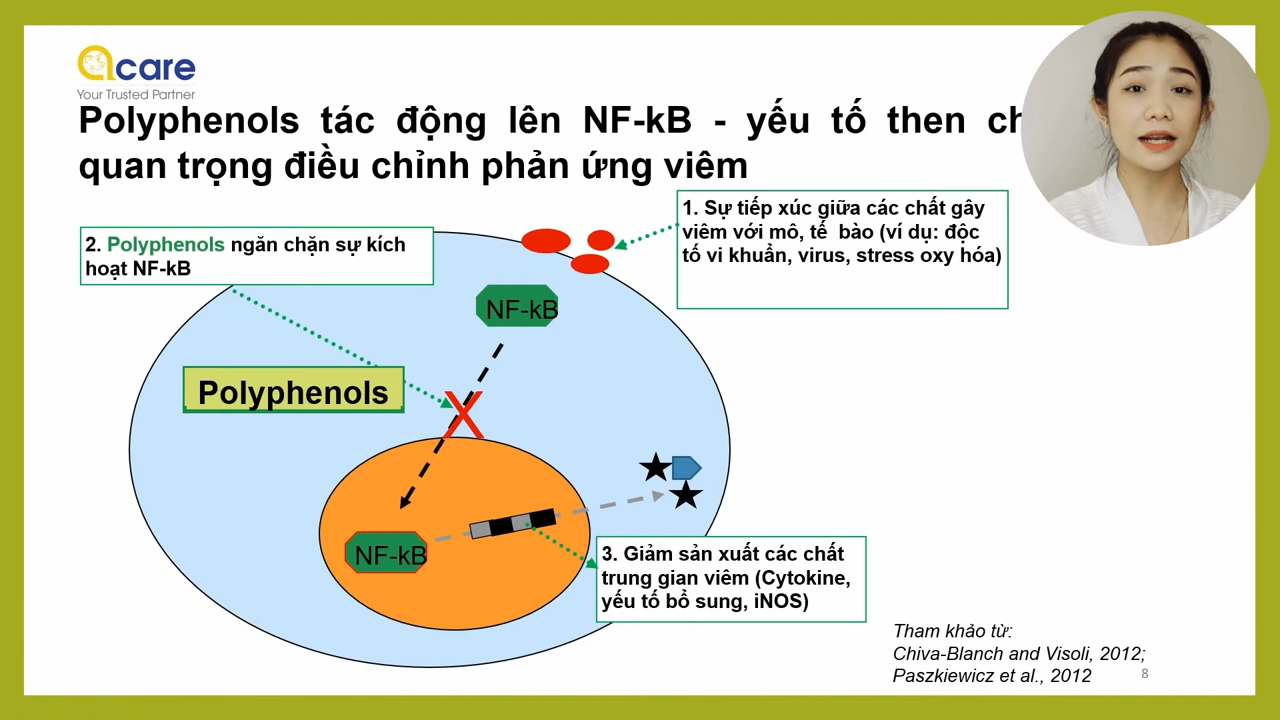 acare
Your Trusted Partner
Polyphenols tác động lên NF-kB - yếu tố then
quan trọng điều chỉnh phản ứng viêm
1. Sự tiếp xúc giữa các chất gây
viêm với mô, tế bào (ví dụ: độc
tố vi khuẩn, virus, stress oxy hóa)
2. Polyphenols ngăn chặn sự kích
hoạt NF-kB
NF-kB
Polyphenols
X
NF-kB
3. Giảm sản xuất các chất
trung gian viêm (Cytokine,
yếu tố bổ sung, iNOS)
Tham khảo từ:
Chiva-Blanch and Visoli, 2012;
Paszkiewicz et al., 2012
8